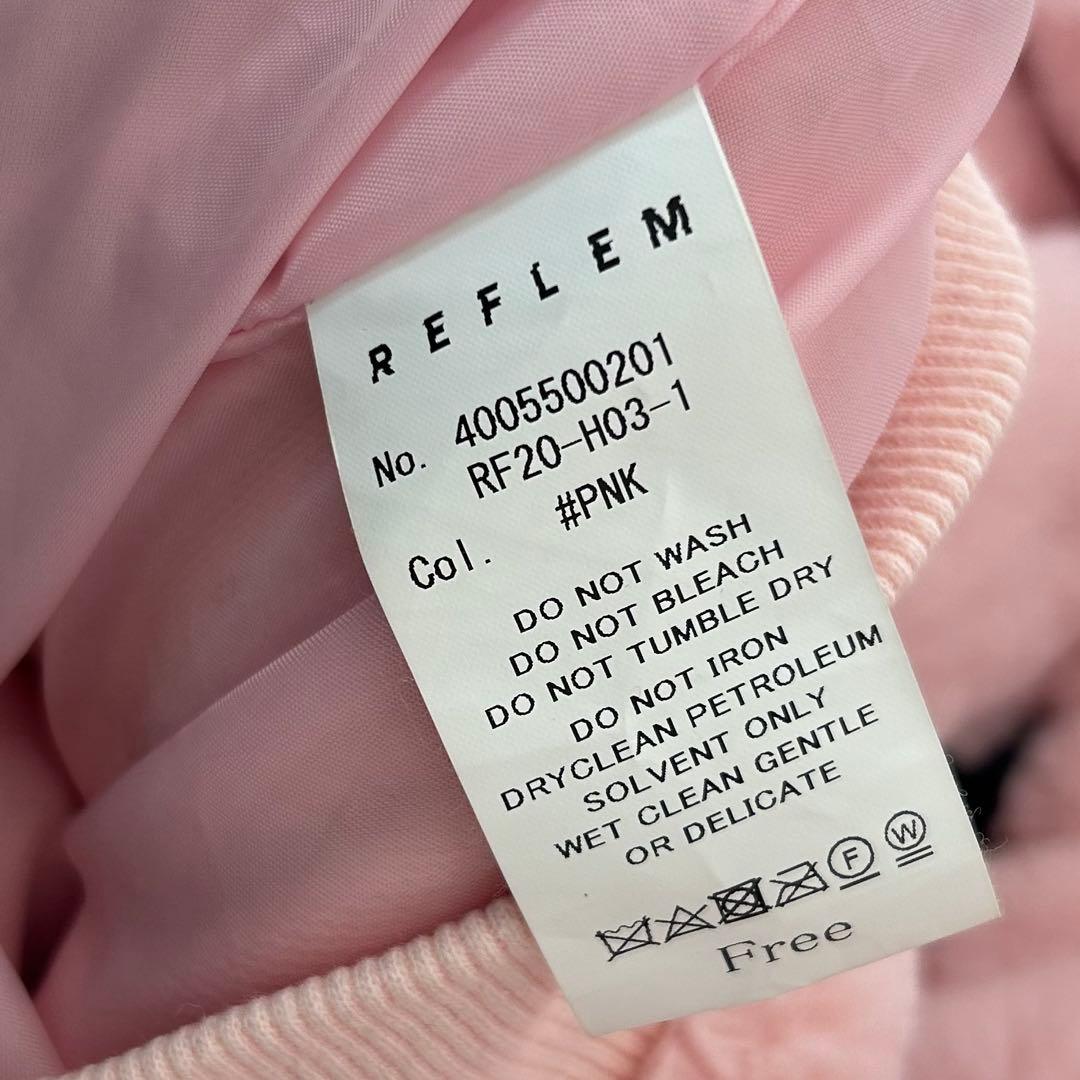 REFLEM
No. 4005500201
RF20-H03-1
Col. #PNK
DO NOT WASH
DO NOT BLEACH
DO NOT TUMBLE DRY
DO NOT IRON
DRYCLEAN PETROLEUM
SOLVENT ONLY
WET CLEAN GENTLE
OR DELICATE
F W
Free